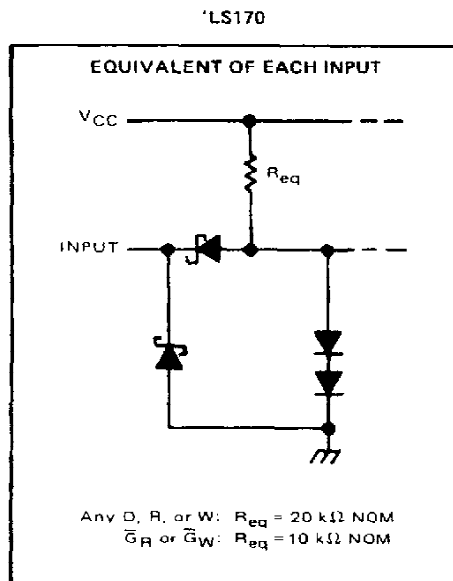 'LS170
EQUIVALENT OF EACH INPUT
VCC
Req
INPUT
Any D, R, or W: Req = 20 kΩ NOM
G̅R or G̅W: Req = 10 kΩ NOM